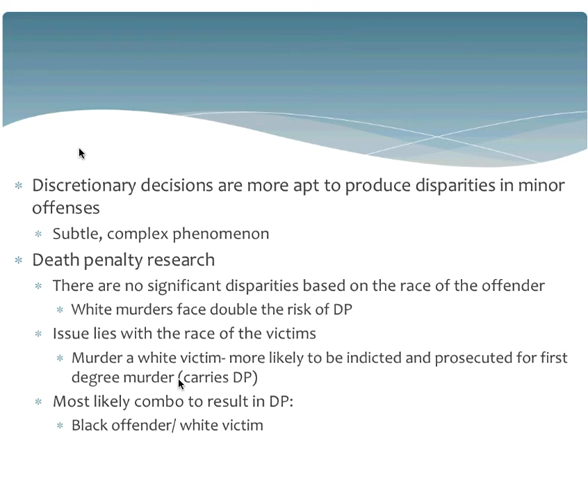 Discretionary decisions are more apt to produce disparities in minor
offenses
Subtle, complex phenomenon
Death penalty research
There are no significant disparities based on the race of the offender
White murders face double the risk of DP
Issue lies with the race of the victims
Murder a white victim- more likely to be indicted and prosecuted for first
degree murder (carries DP)
Most likely combo to result in DP:
Black offender/ white victim